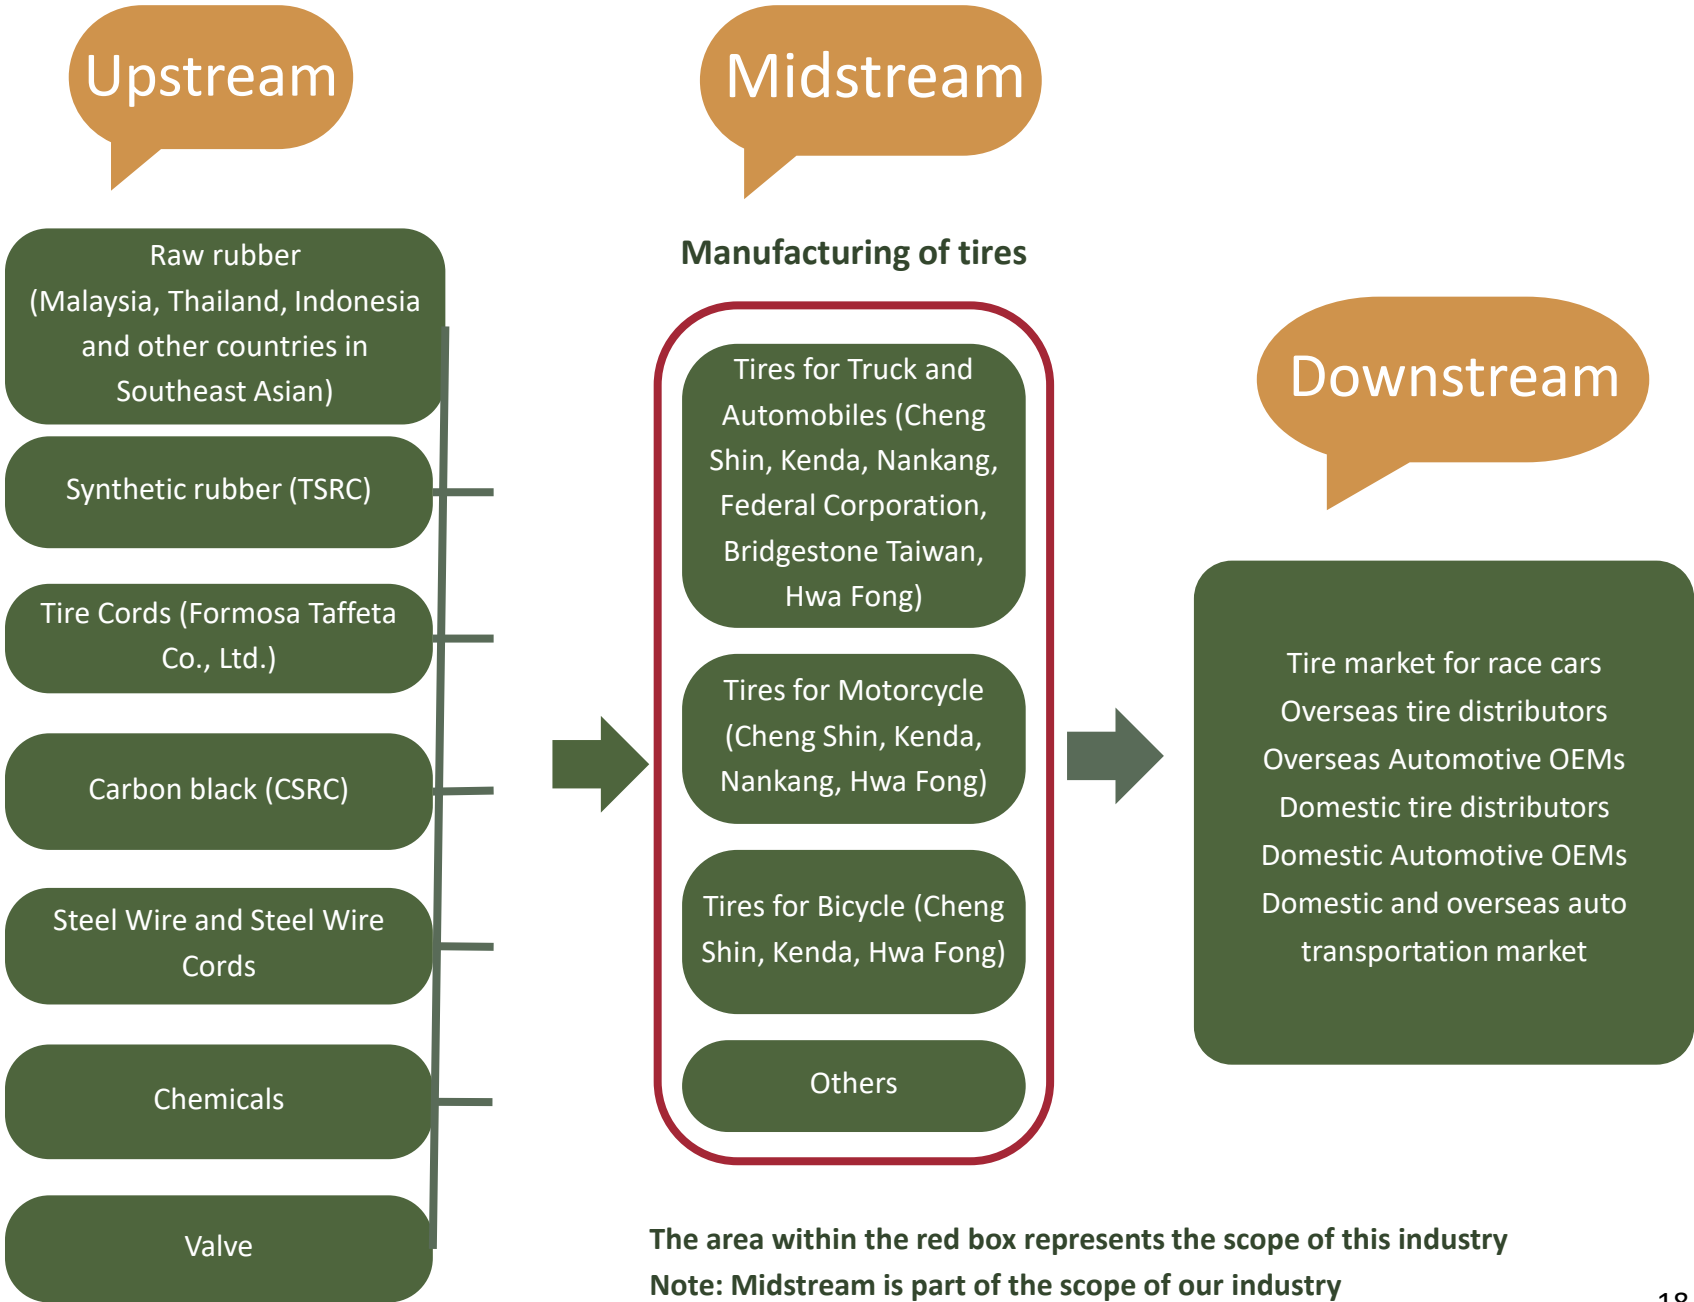 Upstream
Raw rubber
(Malaysia, Thailand, Indonesia
and other countries in
Southeast Asian)
Synthetic rubber (TSRC)
Tire Cords (Formosa Taffeta
Co., Ltd.)
Carbon black (CSRC)
Steel Wire and Steel Wire
Cords
Chemicals
Valve
Midstream
Manufacturing of tires
Tires for Truck and
Automobiles (Cheng
Shin, Kenda, Nankang,
Federal Corporation,
Bridgestone Taiwan,
Hwa Fong)
Tires for Motorcycle
(Cheng Shin, Kenda,
Nankang, Hwa Fong)
Tires for Bicycle (Cheng
Shin, Kenda, Hwa Fong)
Others
Downstream
Tire market for race cars
Overseas tire distributors
Overseas Automotive OEMs
Domestic tire distributors
Domestic Automotive OEMs
Domestic and overseas auto
transportation market
The area within the red box represents the scope of this industry
Note: Midstream is part of the scope of our industry
18